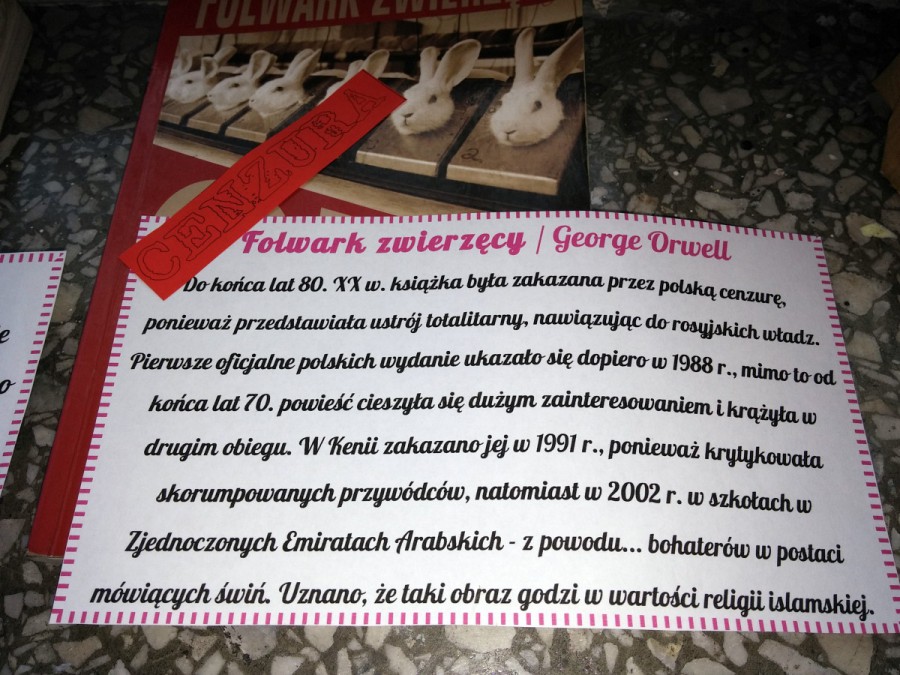 FOLWARK ZWIERZĘCY
CENZURA
2
Folwark zwierzęcy | George Orwell
Do końca lat 80. XX w. książka była zakazana przez polską cenzurę,
ponieważ przedstawiała ustrój totalitarny, nawiązując do rosyjskich władz.
Pierwsze oficjalne polskich wydanie ukazało się dopiero w 1988 r., mimo to od
końca lat 70. powieść cieszyła się dużym zainteresowaniem i krążyła w
drugim obiegu. W Kenii zakazano jej w 1991 r., ponieważ krytykowała
skorumpowanych przywódców, natomiast w 2002 r. w szkołach w
Zjednoczonych Emiratach Arabskich - z powodu... bohaterów w postaci
mówiących świń. Uznano, że taki obraz godzi w wartości religii islamskiej.